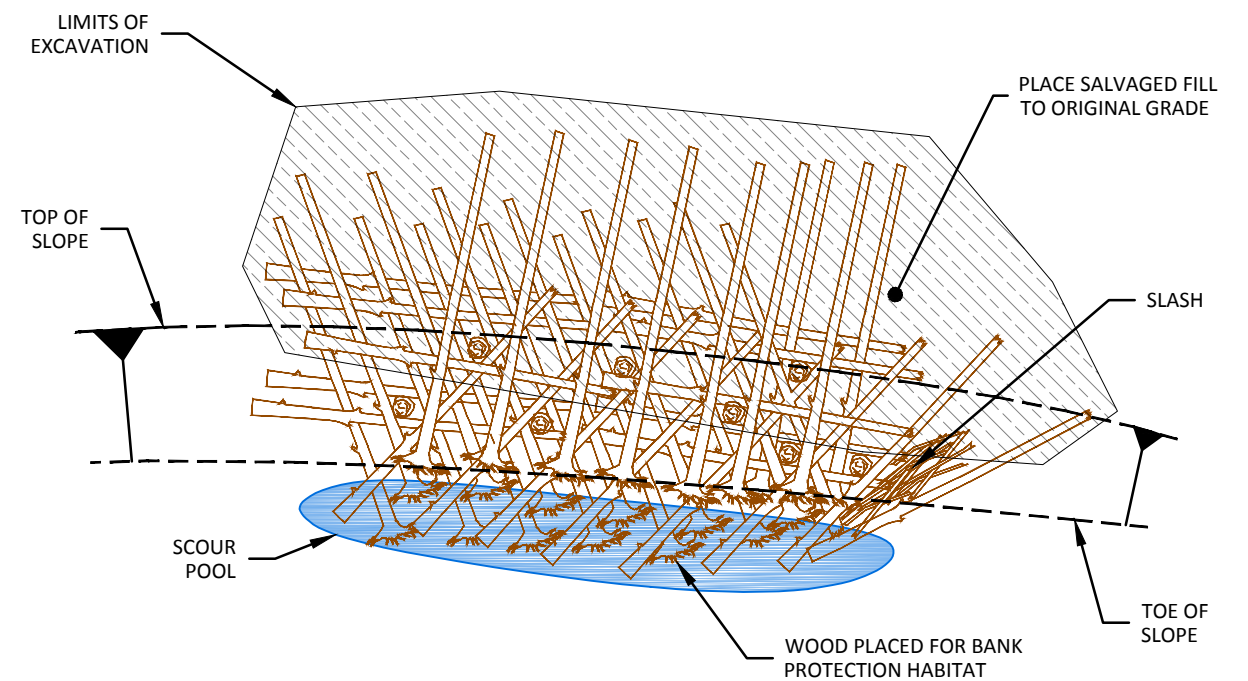 LIMITS OF
EXCAVATION
PLACE SALVAGED FILL
TO ORIGINAL GRADE
TOP OF
SLOPE
SLASH
SCOUR
POOL
TOE OF
SLOPE
WOOD PLACED FOR BANK
PROTECTION HABITAT